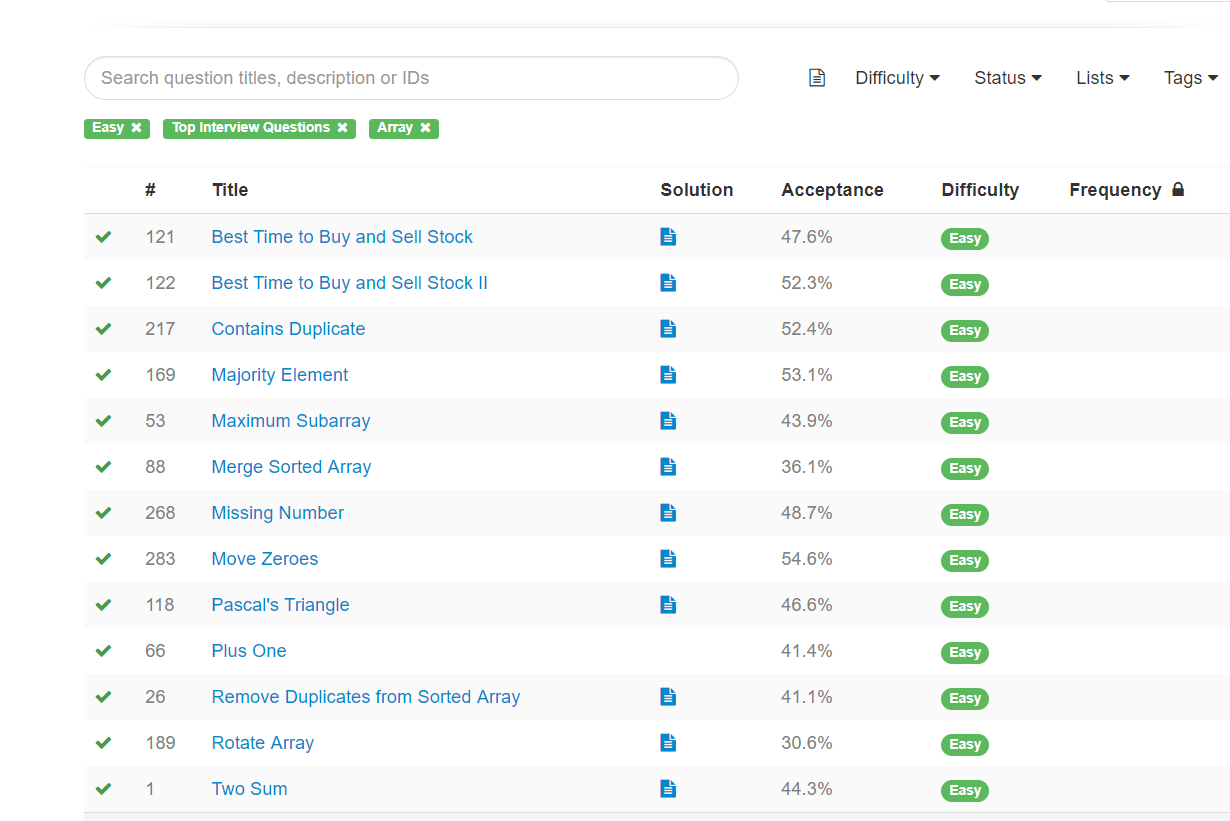 Search question titles, description or IDs Difficulty Status Lists Tags
Easy Top Interview Questions Array
# Title Solution Acceptance Difficulty Frequency
121 Best Time to Buy and Sell Stock 47.6% Easy
122 Best Time to Buy and Sell Stock II 52.3% Easy
217 Contains Duplicate 52.4% Easy
169 Majority Element 53.1% Easy
53 Maximum Subarray 43.9% Easy
88 Merge Sorted Array 36.1% Easy
268 Missing Number 48.7% Easy
283 Move Zeroes 54.6% Easy
118 Pascal's Triangle 46.6% Easy
66 Plus One 41.4% Easy
26 Remove Duplicates from Sorted Array 41.1% Easy
189 Rotate Array 30.6% Easy
1 Two Sum 44.3% Easy